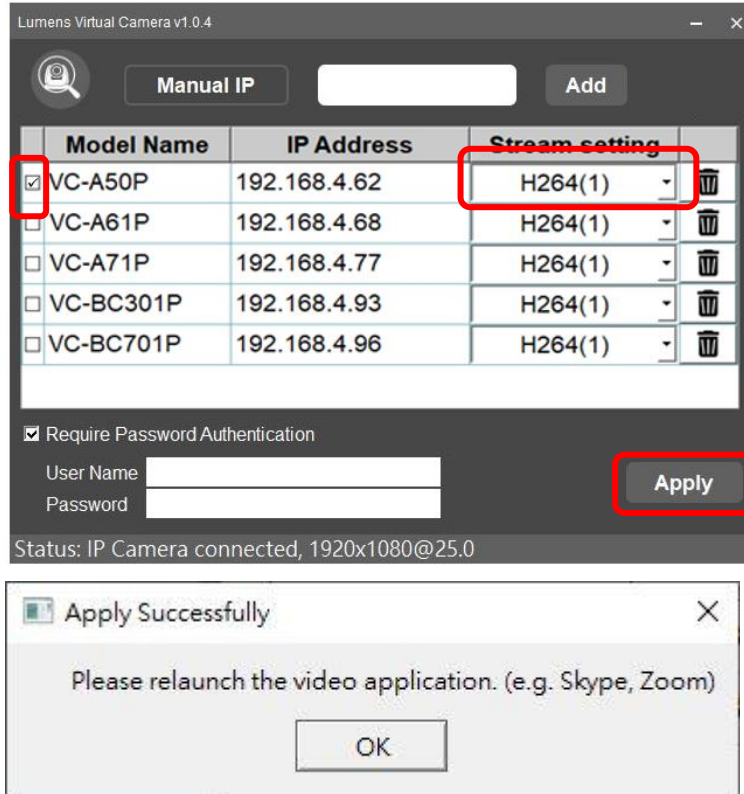 Lumens Virtual Camera v1.0.4
Manual IP Add
Model Name IP Address Stream setting
VC-A50P 192.168.4.62 H264(1)
VC-A61P 192.168.4.68 H264(1)
VC-A71P 192.168.4.77 H264(1)
VC-BC301P 192.168.4.93 H264(1)
VC-BC701P 192.168.4.96 H264(1)
Require Password Authentication
User Name
Password
Apply
Status: IP Camera connected, 1920x1080@25.0
Apply Successfully
Please relaunch the video application. (e.g. Skype, Zoom)
OK